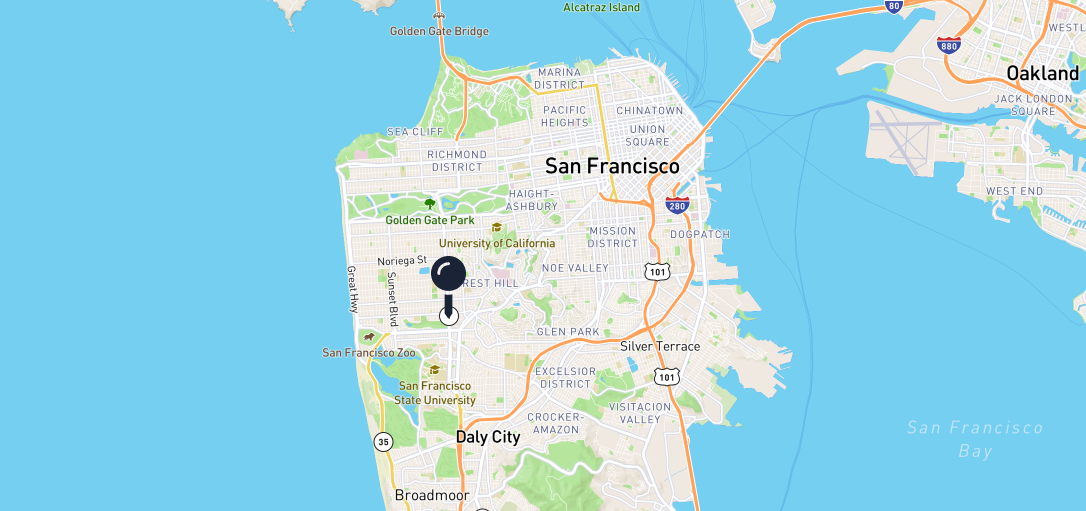 Alcatraz Island
80
Golden Gate Bridge
WESTL
880
Oakland
MARINA
DISTRICT
JACK LONDON
SQUARE
PACIFIC
HEIGHTS
CHINATOWN
SEA CLIFF
UNION
SQUARE
RICHMOND
DISTRICT
San Francisco
HAIGHT-
ASHBURY
WEST END
280
Golden Gate Park
University of California
MISSION
DISTRICT
DOGPATCH
Noriega St
NOE VALLEY
101
Great Hwy
Sunset Blvd
REST HILL
GLEN PARK
San Francisco Zoo
Silver Terrace
San Francisco
State University
EXCELSIOR
DISTRICT
101
VISITACION
VALLEY
CROCKER-
AMAZON
San Francisco
Bay
35
Daly City
Broadmoor